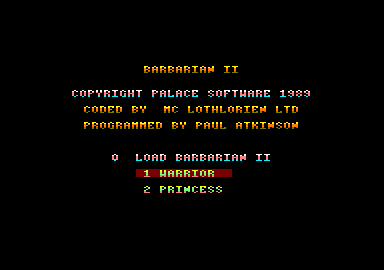 BARBARIAN II
COPYRIGHT PALACE SOFTWARE 1989
CODED BY MC LOTHLORIEN LTD
PROGRAMMED BY PAUL ATKINSON
0 LOAD BARBARIAN II
1 WARRIOR
2 PRINCESS